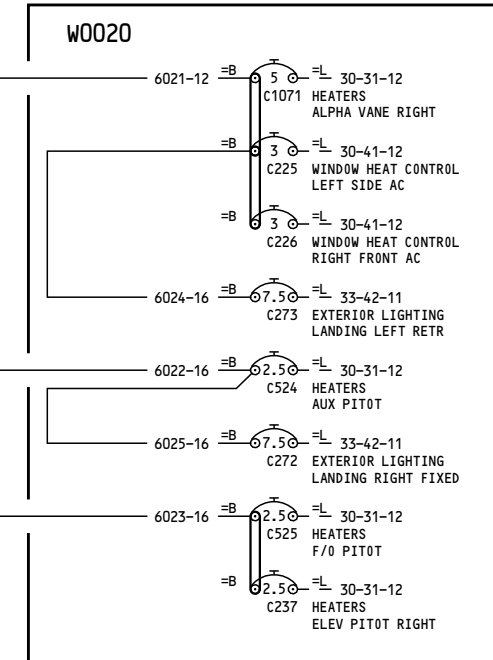 W0020
6021-12 =B 5 =L 30-31-12
C1071 HEATERS
ALPHA VANE RIGHT
=B 3 =L 30-41-12
C225 WINDOW HEAT CONTROL
LEFT SIDE AC
=B 3 =L 30-41-12
C226 WINDOW HEAT CONTROL
RIGHT FRONT AC
6024-16 =B 7.5 =L 33-42-11
C273 EXTERIOR LIGHTING
LANDING LEFT RETR
6022-16 =B 2.5 =L 30-31-12
C524 HEATERS
AUX PITOT
6025-16 =B 7.5 =L 33-42-11
C272 EXTERIOR LIGHTING
LANDING RIGHT FIXED
6023-16 =B 2.5 =L 30-31-12
C525 HEATERS
F/O PITOT
=B 2.5 =L 30-31-12
C237 HEATERS
ELEV PITOT RIGHT